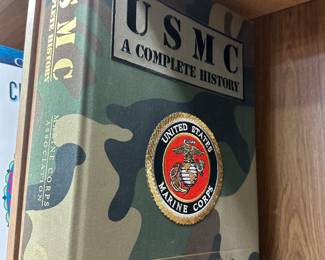 USMC
A COMPLETE HISTORY
UNITED STATES
MARINE CORPS
USMC
COMPLETE HISTORY
MARINE CORPS
ASSOCIATION